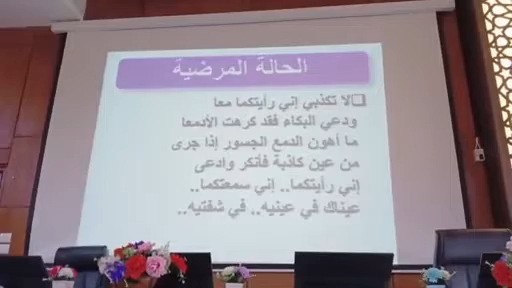 الحالة المرضية
لا تكذبي إني رأيتكما معا
ودعي البكاء فقد كرهت الأدمعا
ما أهون الدمع الجسور إذا جرى
من عين كاذبة فأنكر وادعى
إني رأيتكما.. إني سمعتكما..
عيناك في عينيه.. في شفتيه..